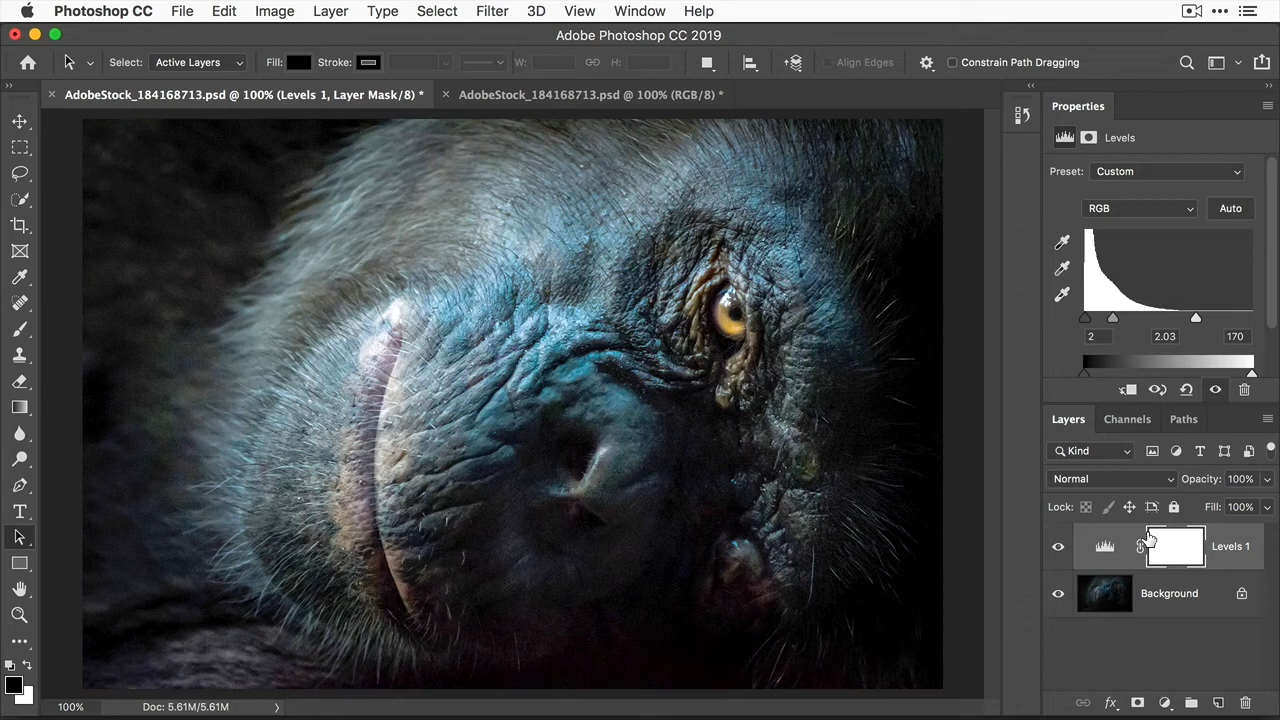 Photoshop CC File Edit Image Layer Type Select Filter 3D View Window Help
Adobe Photoshop CC 2019
Select: Active Layers Fill: Stroke: W: H: Align Edges Constrain Path Dragging
AdobeStock_184168713.psd @ 100% (Levels 1, Layer Mask/8) * AdobeStock_184168713.psd @ 100% (RGB/8) *
Properties
Levels
Preset: Custom
RGB Auto
2 2.03 170
Layers Channels Paths
Kind
Normal Opacity: 100%
Lock: Fill: 100%
Levels 1
Background
100% Doc: 5.61M/5.61M